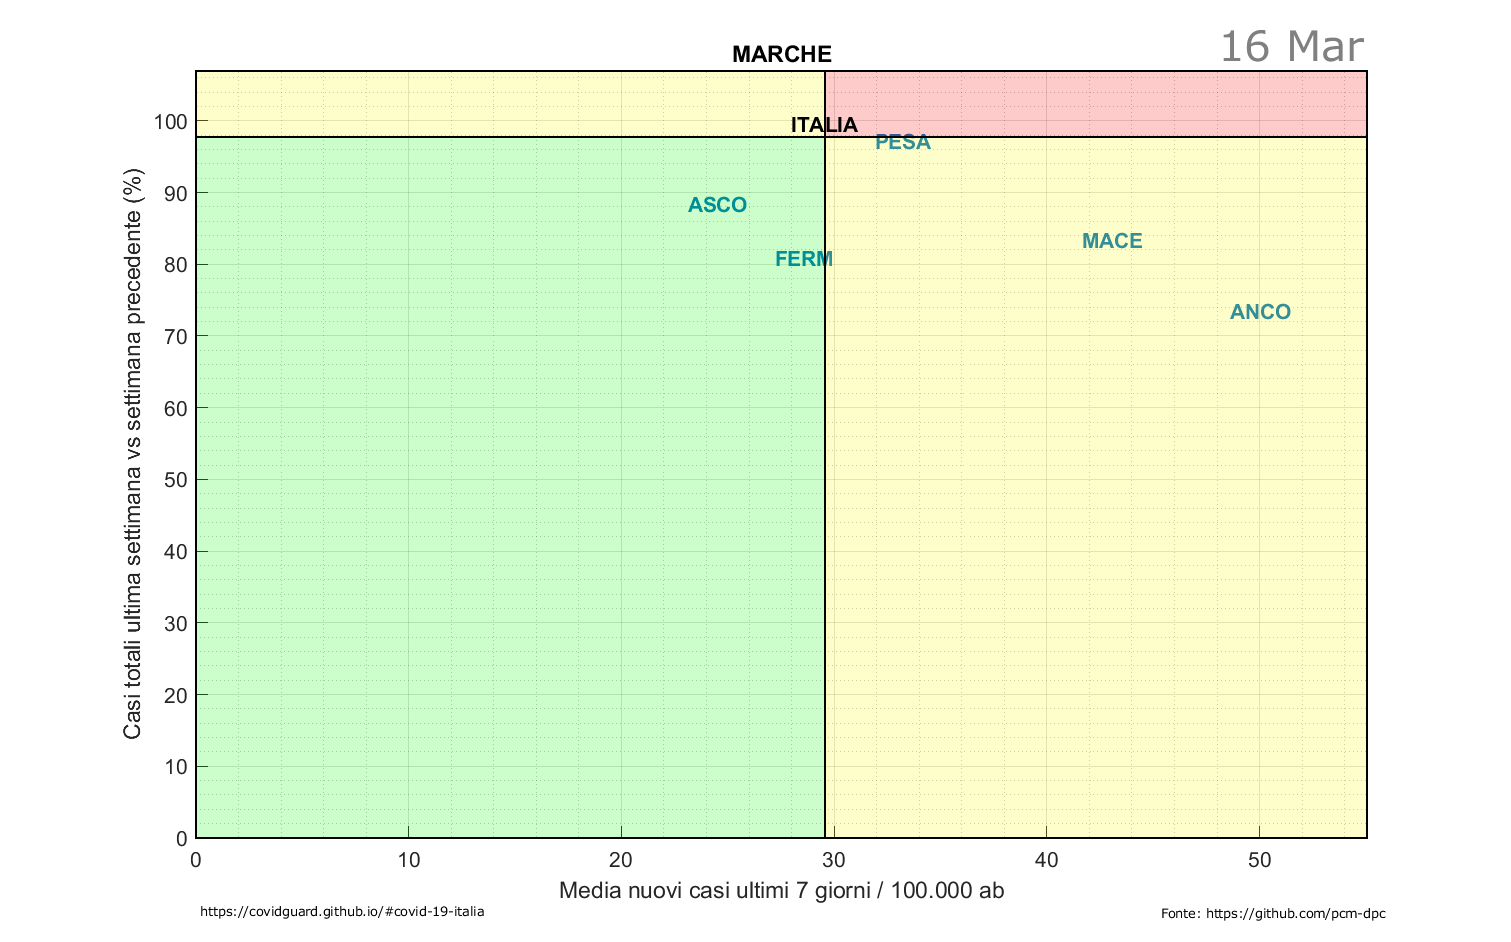 MARCHE
16 Mar
Casi totali ultima settimana vs settimana precedente (%)
100
90
80
70
60
50
40
30
20
10
0
ITALIA
PESA
ASCO
MACE
FERM
ANCO
0 10 20 30 40 50
Media nuovi casi ultimi 7 giorni / 100.000 ab
https://covidguard.github.io/#covid-19-italia
Fonte: https://github.com/pcm-dpc